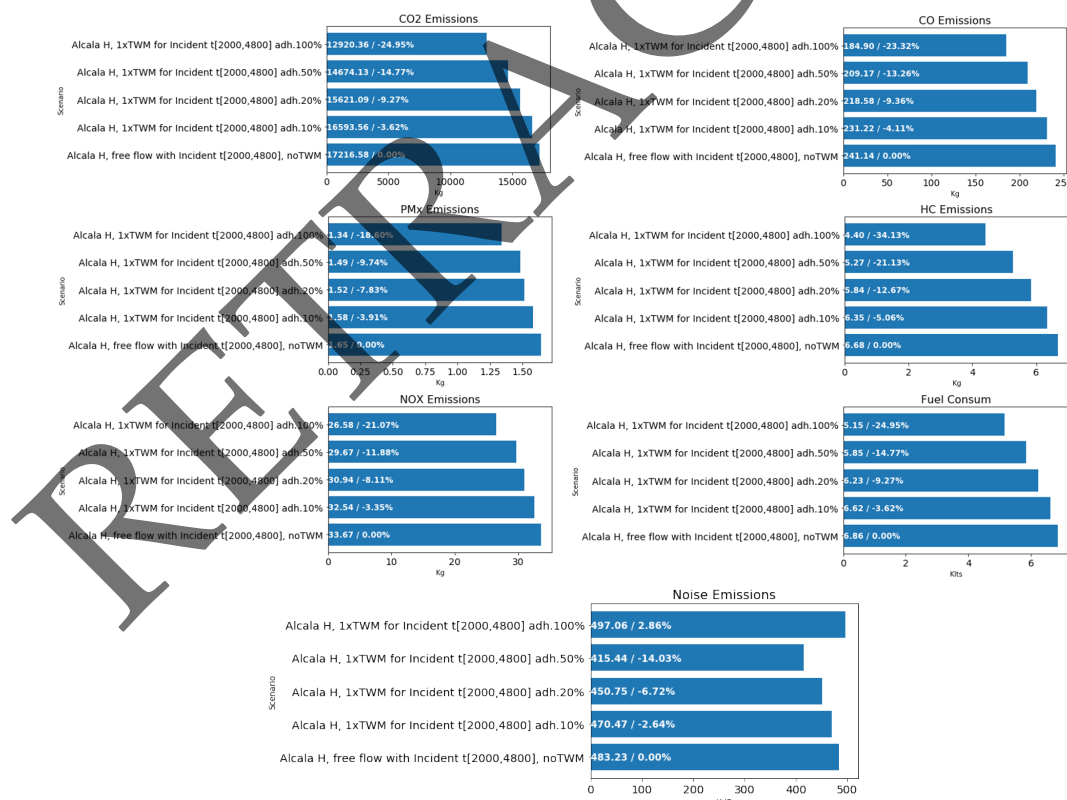 CO2 Emissions
Alcala H, 1xTWM for Incident t[2000,4800] adh.100% 12920.36 / -24.95%
Alcala H, 1xTWM for Incident t[2000,4800] adh.50% 14674.13 / -14.77%
Alcala H, 1xTWM for Incident t[2000,4800] adh.20% 15621.09 / -9.27%
Alcala H, 1xTWM for Incident t[2000,4800] adh.10% 16593.56 / -3.62%
Alcala H, free flow with Incident t[2000,4800], noTWM 17216.58 / 0.00%
Scenario
0 5000 10000 15000
Kg
CO Emissions
Alcala H, 1xTWM for Incident t[2000,4800] adh.100% 184.90 / -23.32%
Alcala H, 1xTWM for Incident t[2000,4800] adh.50% 209.17 / -13.26%
Alcala H, 1xTWM for Incident t[2000,4800] adh.20% 218.58 / -9.36%
Alcala H, 1xTWM for Incident t[2000,4800] adh.10% 231.22 / -4.11%
Alcala H, free flow with Incident t[2000,4800], noTWM 241.14 / 0.00%
Scenario
0 50 100 150 200 25
Kg
PMx Emissions
Alcala H, 1xTWM for Incident t[2000,4800] adh.100% 1.34 / -18.60%
Alcala H, 1xTWM for Incident t[2000,4800] adh.50% 1.49 / -9.74%
Alcala H, 1xTWM for Incident t[2000,4800] adh.20% 1.52 / -7.83%
Alcala H, 1xTWM for Incident t[2000,4800] adh.10% 1.58 / -3.91%
Alcala H, free flow with Incident t[2000,4800], noTWM 1.65 / 0.00%
Scenario
0.00 0.25 0.50 0.75 1.00 1.25 1.50
Kg
HC Emissions
Alcala H, 1xTWM for Incident t[2000,4800] adh.100% 4.40 / -34.13%
Alcala H, 1xTWM for Incident t[2000,4800] adh.50% 5.27 / -21.13%
Alcala H, 1xTWM for Incident t[2000,4800] adh.20% 5.84 / -12.67%
Alcala H, 1xTWM for Incident t[2000,4800] adh.10% 6.35 / -5.06%
Alcala H, free flow with Incident t[2000,4800], noTWM 6.68 / 0.00%
Scenario
0 2 4 6
Kg
NOX Emissions
Alcala H, 1xTWM for Incident t[2000,4800] adh.100% 26.58 / -21.07%
Alcala H, 1xTWM for Incident t[2000,4800] adh.50% 29.67 / -11.88%
Alcala H, 1xTWM for Incident t[2000,4800] adh.20% 30.94 / -8.11%
Alcala H, 1xTWM for Incident t[2000,4800] adh.10% 32.54 / -3.35%
Alcala H, free flow with Incident t[2000,4800], noTWM 33.67 / 0.00%
Scenario
0 10 20 30
Kg
Fuel Consum
Alcala H, 1xTWM for Incident t[2000,4800] adh.100% 5.15 / -24.95%
Alcala H, 1xTWM for Incident t[2000,4800] adh.50% 5.85 / -14.77%
Alcala H, 1xTWM for Incident t[2000,4800] adh.20% 6.23 / -9.27%
Alcala H, 1xTWM for Incident t[2000,4800] adh.10% 6.62 / -3.62%
Alcala H, free flow with Incident t[2000,4800], noTWM 6.86 / 0.00%
Scenario
0 2 4 6
Klts
Noise Emissions
Alcala H, 1xTWM for Incident t[2000,4800] adh.100% 497.06 / 2.86%
Alcala H, 1xTWM for Incident t[2000,4800] adh.50% 415.44 / -14.03%
Alcala H, 1xTWM for Incident t[2000,4800] adh.20% 450.75 / -6.72%
Alcala H, 1xTWM for Incident t[2000,4800] adh.10% 470.47 / -2.64%
Alcala H, free flow with Incident t[2000,4800], noTWM 483.23 / 0.00%
Scenario
0 100 200 300 400 500
RETRAC